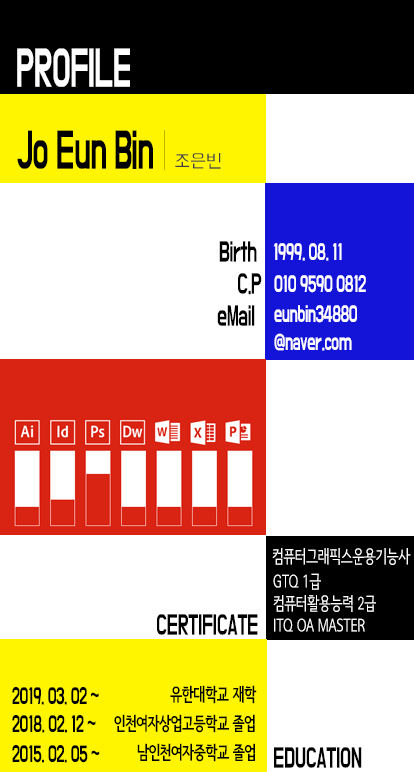 PROFILE
Jo Eun Bin 조은빈
Birth 1999. 08. 11
C.P 010 9590 0812
eMail eunbin34880
@naver.com
Ai Id Ps Dw W X P
컴퓨터그래픽스운용기능사
GTQ 1급
컴퓨터활용능력 2급
CERTIFICATE ITQ OA MASTER
2019. 03. 02 ~ 유한대학교 재학
2018. 02. 12 ~ 인천여자상업고등학교 졸업
2015. 02. 05 ~ 남인천여자중학교 졸업
EDUCATION